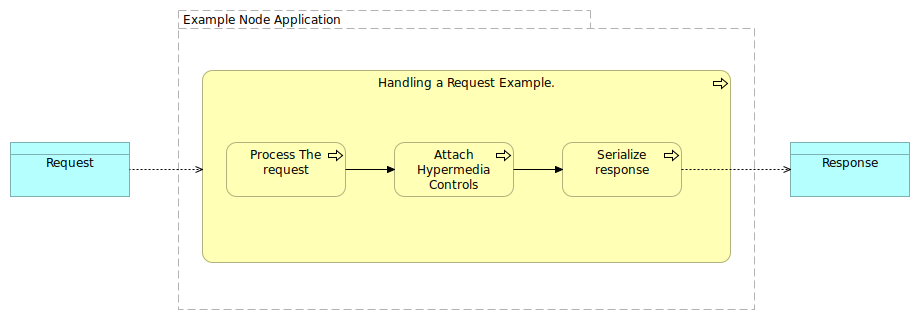 Example Node Application
Handling a Request Example.
Request
Process The
request
Attach
Hypermedia
Controls
Serialize
response
Response